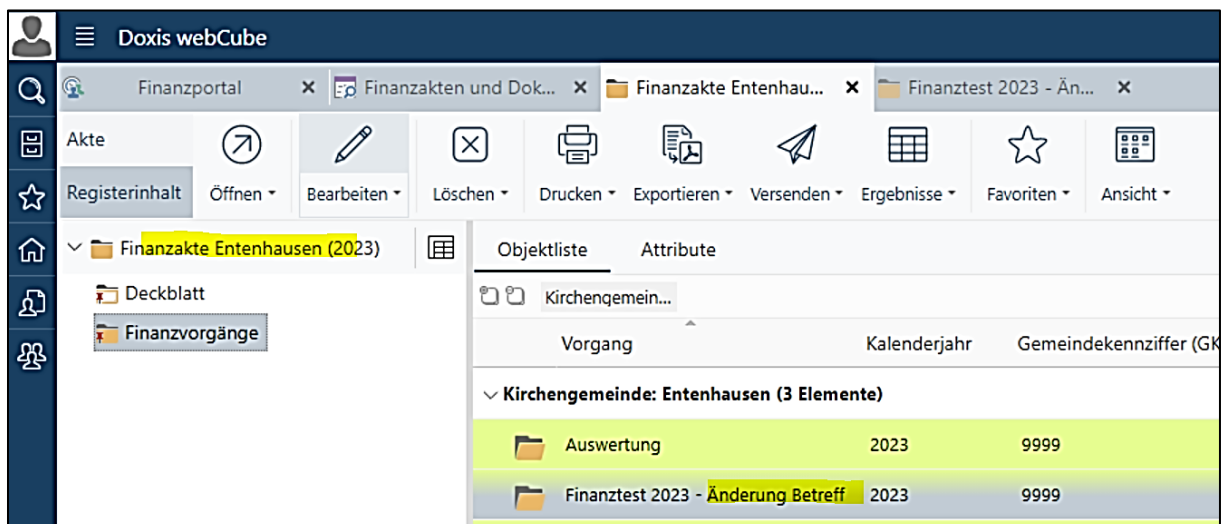 Doxis webCube
Finanzportal Finanzakten und Dok... Finanzakte Entenhau... Finanztest 2023 - Än...
Akte
Registerinhalt Öffnen Bearbeiten Löschen Drucken Exportieren Versenden Ergebnisse Favoriten Ansicht
Finanzakte Entenhausen (2023)
Deckblatt
Finanzvorgänge
Objektliste Attribute
Kirchengemein...
Vorgang Kalenderjahr Gemeindekennziffer (GK
Kirchengemeinde: Entenhausen (3 Elemente)
Auswertung 2023 9999
Finanztest 2023 - Änderung Betreff 2023 9999